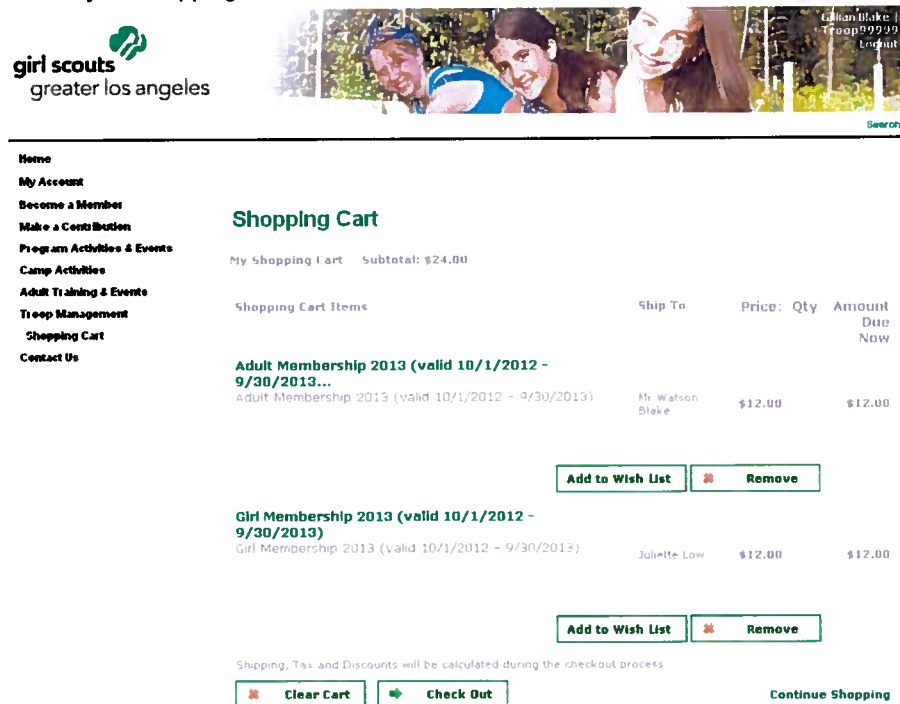 Gillian Blake |
Troop99999
Logout
girl scouts
greater los angeles
Search
Home
My Account
Become a Member
Make a Contribution
Program Activities & Events
Camp Activities
Adult Training & Events
Troop Management
Shopping Cart
Contact Us
Shopping Cart
My Shopping Cart Subtotal: $24.00
Shopping Cart Items Ship To Price: Qty Amount
Due
Now
Adult Membership 2013 (valid 10/1/2012 -
9/30/2013...
Adult Membership 2013 (valid 10/1/2012 - 9/30/2013) Mr Watson
Blake $12.00 $12.00
Add to Wish List Remove
Girl Membership 2013 (valid 10/1/2012 -
9/30/2013)
Girl Membership 2013 (valid 10/1/2012 - 9/30/2013) Juliette Low $12.00 $12.00
Add to Wish List Remove
Shipping, Tax and Discounts will be calculated during the checkout process
Clear Cart Check Out Continue Shopping